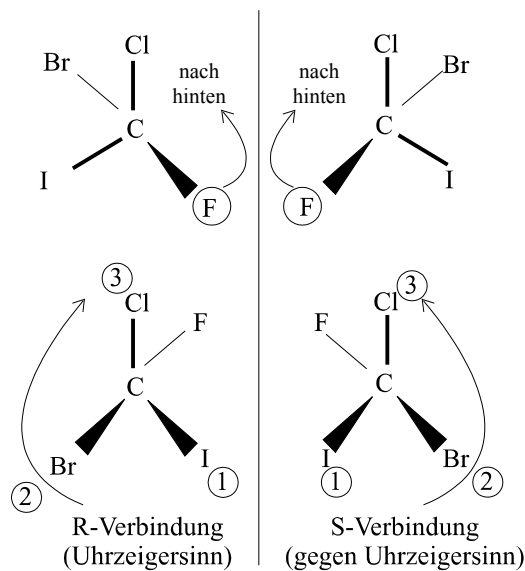 Cl
Br
nach
hinten
C
I
F
Cl
nach
hinten
Br
C
I
F
3
Cl
F
C
Br
I
1
2
R-Verbindung
(Uhrzeigersinn)
3
Cl
F
C
I
1
Br
2
S-Verbindung
(gegen Uhrzeigersinn)